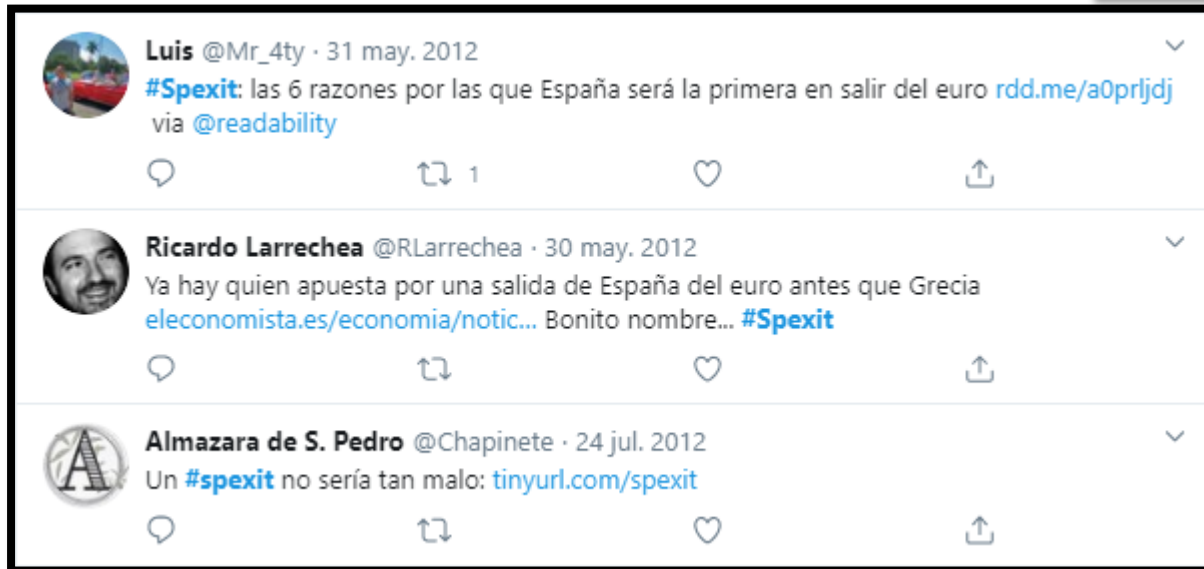 Luis @Mr_4ty · 31 may. 2012
#Spexit: las 6 razones por las que España será la primera en salir del euro rdd.me/a0prljdj
via @readability
1
Ricardo Larrechea @RLarrechea · 30 may. 2012
Ya hay quien apuesta por una salida de España del euro antes que Grecia
eleconomista.es/economia/notic... Bonito nombre... #Spexit
Almazara de S. Pedro @Chapinete · 24 jul. 2012
Un #spexit no sería tan malo: tinyurl.com/spexit